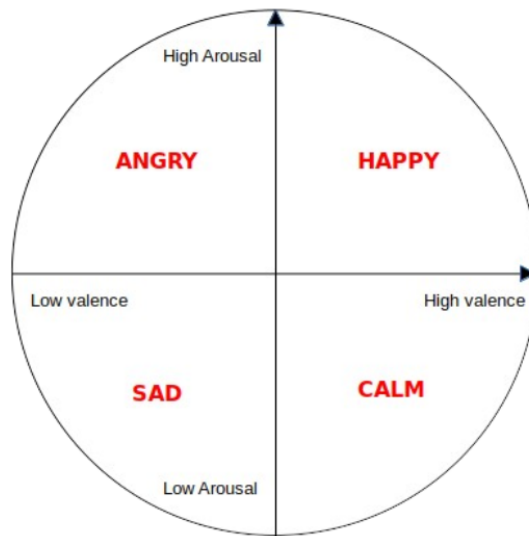 High Arousal
ANGRY
HAPPY
Low valence
High valence
SAD
CALM
Low Arousal